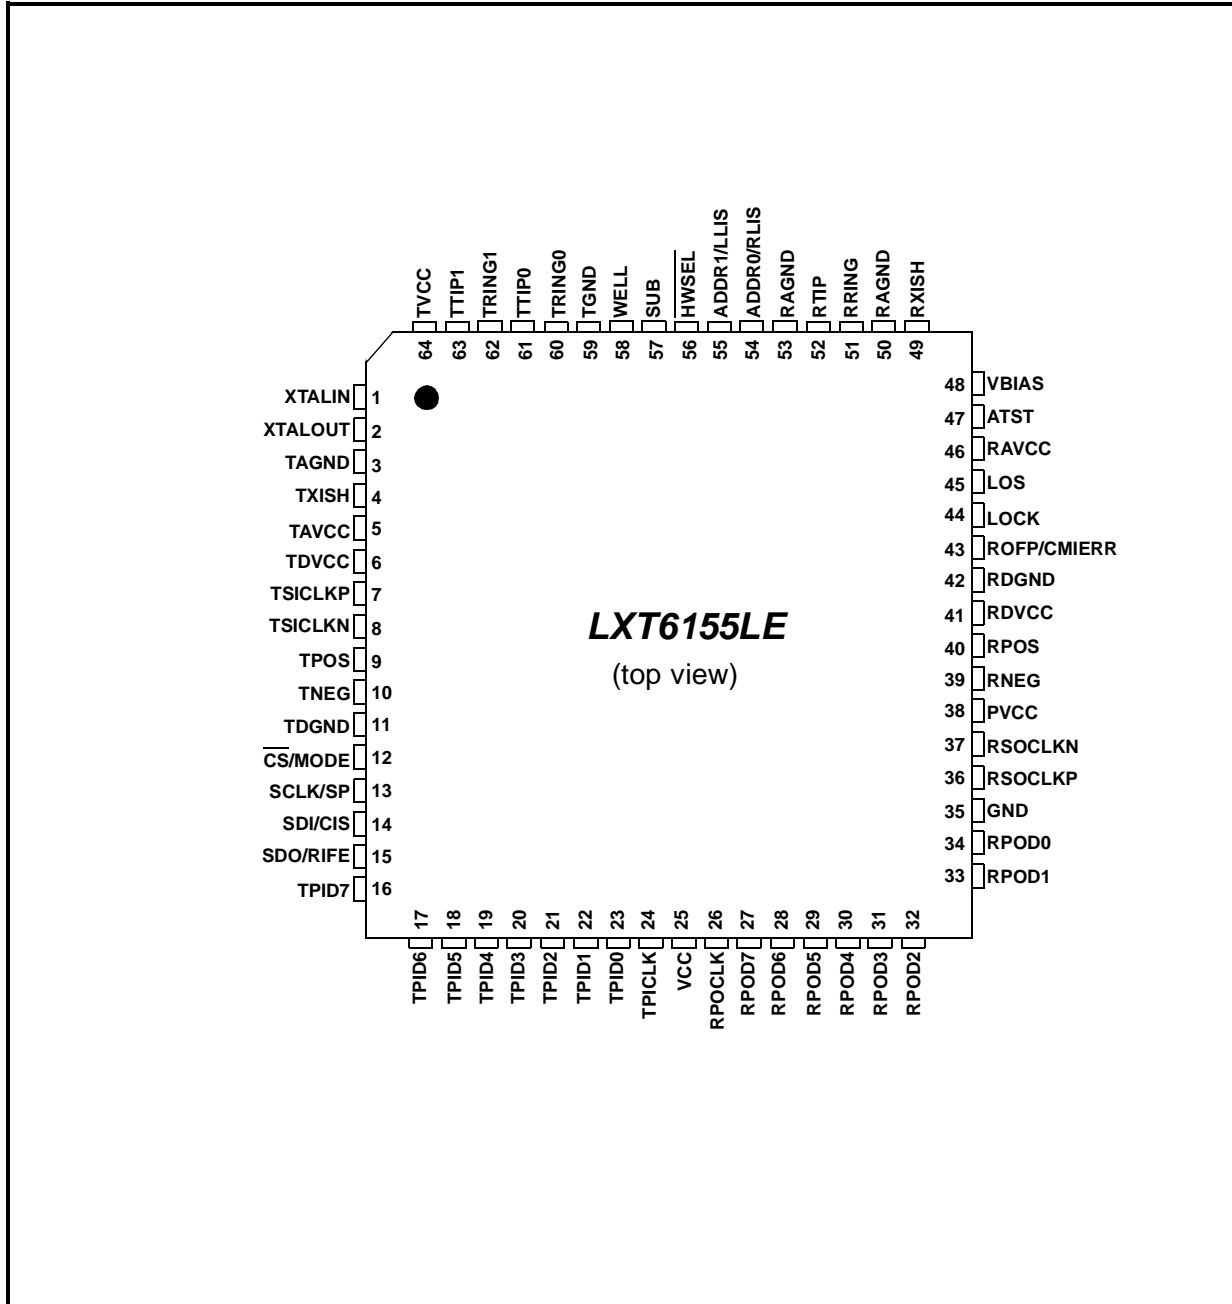 TVCC
TTIP1
TRING1
TTIP0
TRING0
TGND
WELL
SUB
HWSEL
ADDR1/LLIS
ADDR0/RLIS
RAGND
RTIP
RRING
RAGND
RXISH
64
63
62
61
60
59
58
57
56
55
54
53
52
51
50
49
XTALIN 1
XTALOUT 2
TAGND 3
TXISH 4
TAVCC 5
TDVCC 6
TSICLKP 7
TSICLKN 8
TPOS 9
TNEG 10
TDGND 11
CS/MODE 12
SCLK/SP 13
SDI/CIS 14
SDO/RIFE 15
TPID7 16
LXT6155LE
(top view)
48 VBIAS
47 ATST
46 RAVCC
45 LOS
44 LOCK
43 ROFP/CMIERR
42 RDGND
41 RDVCC
40 RPOS
39 RNEG
38 PVCC
37 RSOCLKN
36 RSOCLKP
35 GND
34 RPOD0
33 RPOD1
17
18
19
20
21
22
23
24
25
26
27
28
29
30
31
32
TPID6
TPID5
TPID4
TPID3
TPID2
TPID1
TPID0
TPICLK
VCC
RPOCLK
RPOD7
RPOD6
RPOD5
RPOD4
RPOD3
RPOD2